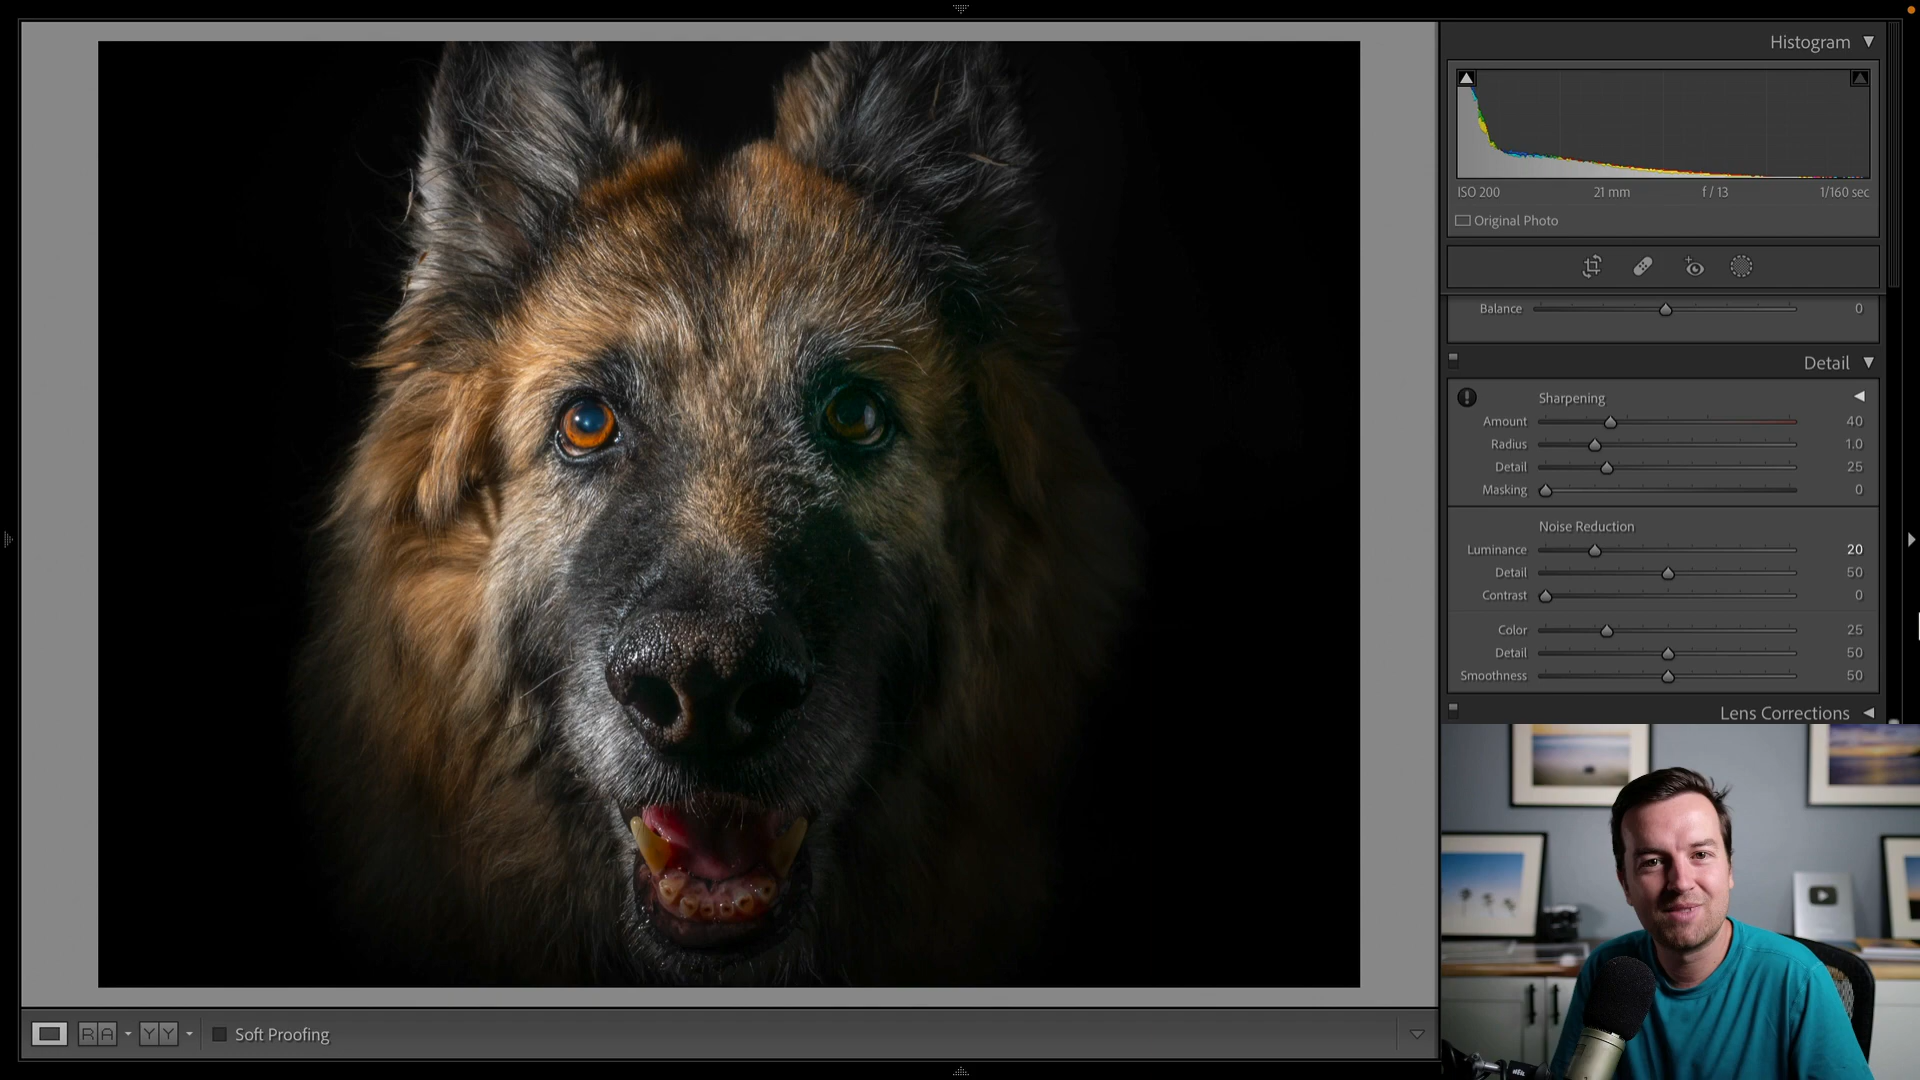 Histogram
ISO 200 21 mm f / 13 1/160 sec
Original Photo
Balance 0
Detail
Sharpening
Amount 40
Radius 1.0
Detail 25
Masking 0
Noise Reduction
Luminance 20
Detail 50
Contrast 0
Color 25
Detail 50
Smoothness 50
Lens Corrections
R A Y Y Soft Proofing